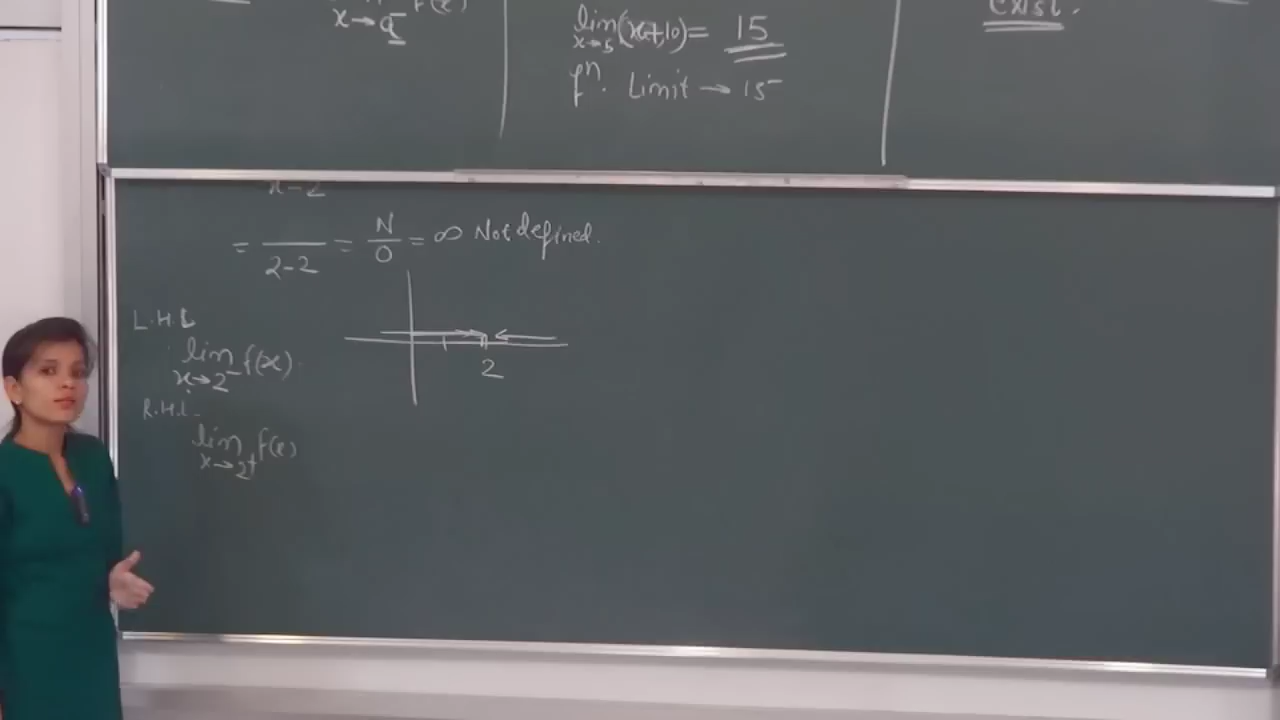 x→a⁻ f(x)
lim (x+10) = 15
x→5
fⁿ. Limit → 15
exist.
x-2
= ‾‾‾/2-2 = N/0 = ∞ Not defined.
L.H.L
lim f(x)
x→2⁻
2
R.H.L.
lim f(x)
x→2⁺